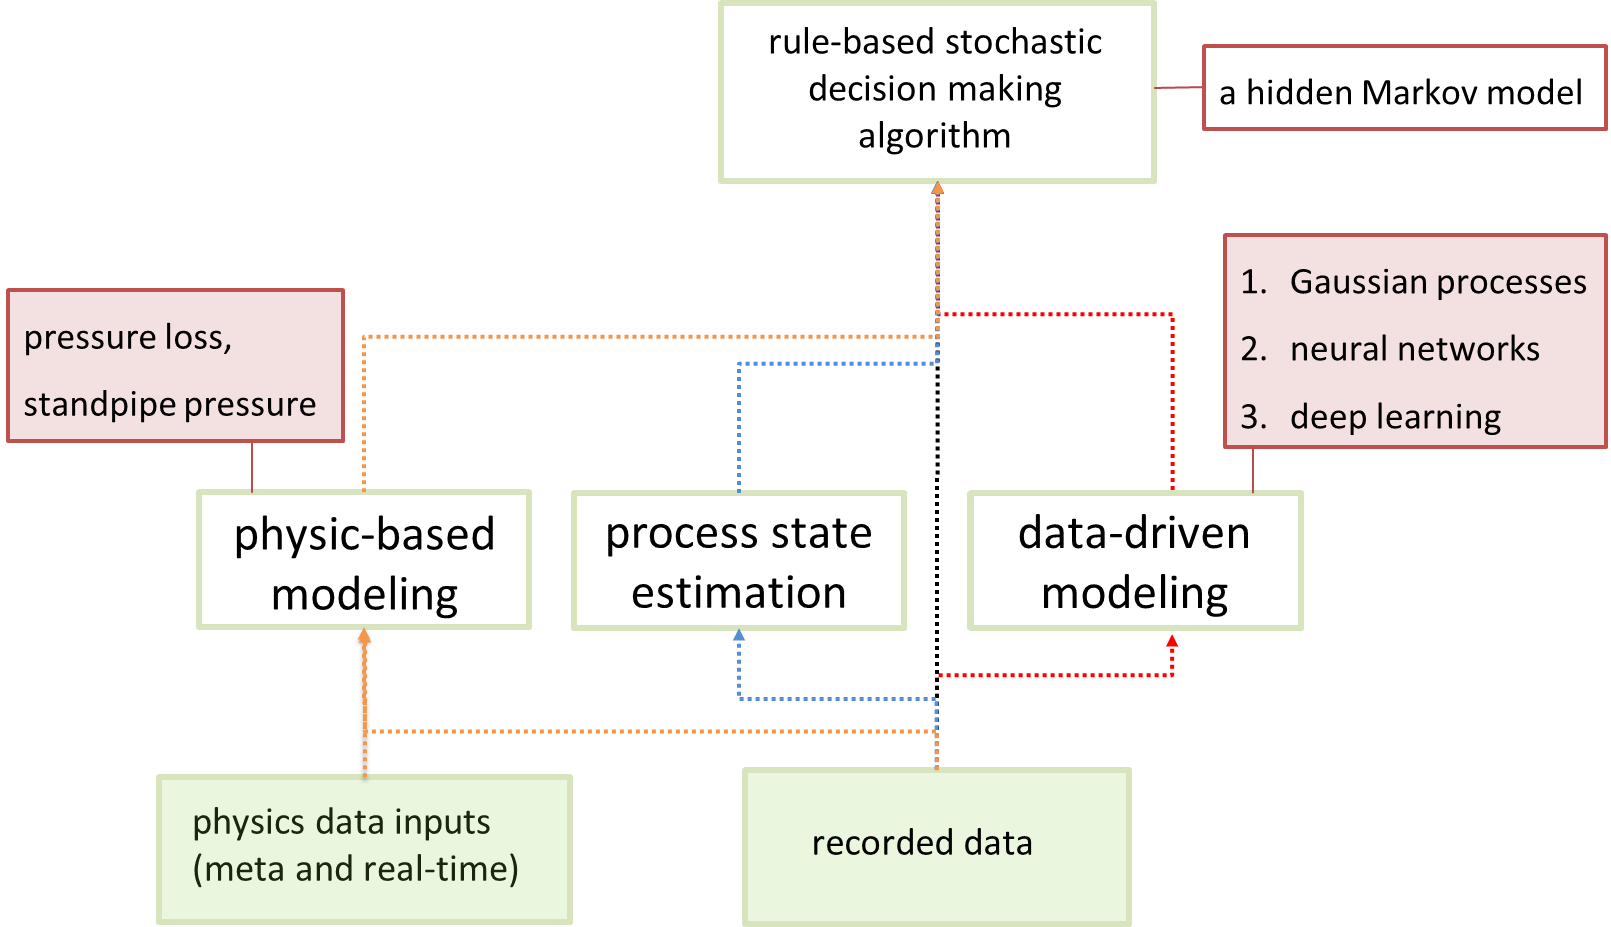 rule-based stochastic
decision making
algorithm
a hidden Markov model
pressure loss,
standpipe pressure
1. Gaussian processes
2. neural networks
3. deep learning
physic-based
modeling
process state
estimation
data-driven
modeling
physics data inputs
(meta and real-time)
recorded data